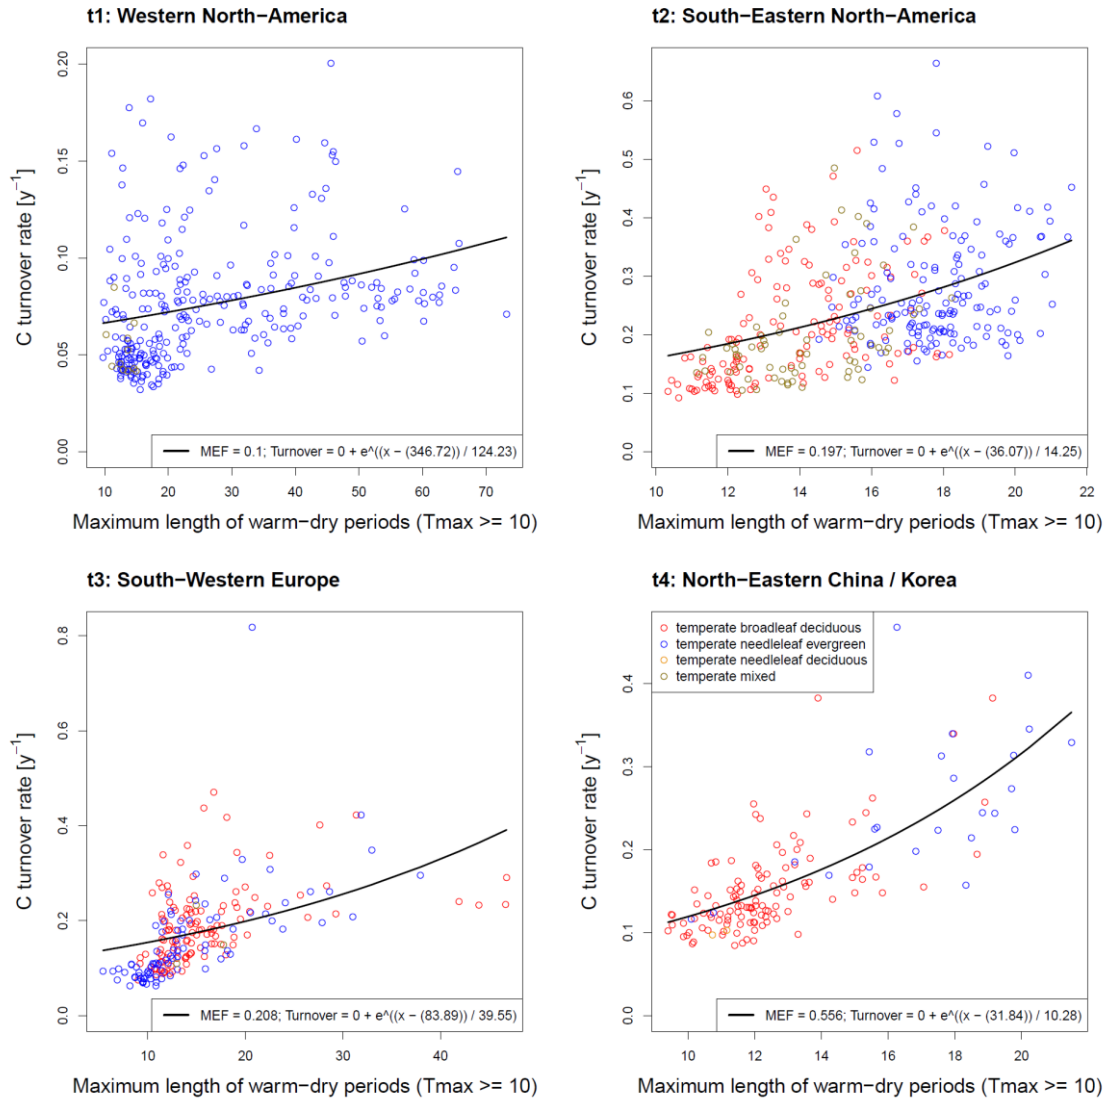 t1: Western North−America
C turnover rate [y−1]
0.20
0.15
0.10
0.05
0.00
MEF = 0.1; Turnover = 0 + e^((x − (346.72)) / 124.23)
10 20 30 40 50 60 70
Maximum length of warm−dry periods (Tmax >= 10)
t2: South−Eastern North−America
C turnover rate [y−1]
0.6
0.5
0.4
0.3
0.2
0.1
0.0
MEF = 0.197; Turnover = 0 + e^((x − (36.07)) / 14.25)
10 12 14 16 18 20 22
Maximum length of warm−dry periods (Tmax >= 10)
t3: South−Western Europe
C turnover rate [y−1]
0.8
0.6
0.4
0.2
0.0
MEF = 0.208; Turnover = 0 + e^((x − (83.89)) / 39.55)
10 20 30 40
Maximum length of warm−dry periods (Tmax >= 10)
t4: North−Eastern China / Korea
temperate broadleaf deciduous
temperate needleleaf evergreen
temperate needleleaf deciduous
temperate mixed
C turnover rate [y−1]
0.4
0.3
0.2
0.1
0.0
MEF = 0.556; Turnover = 0 + e^((x − (31.84)) / 10.28)
10 12 14 16 18 20
Maximum length of warm−dry periods (Tmax >= 10)